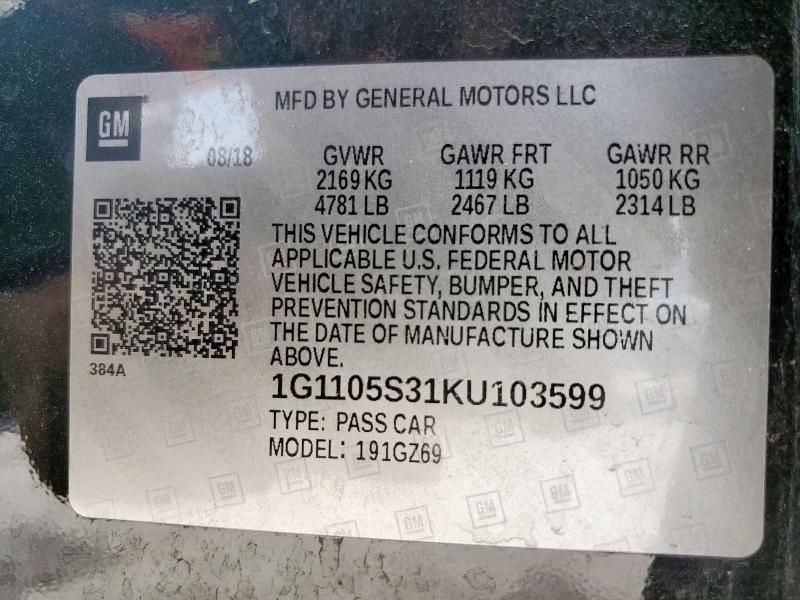 GM
MFD BY GENERAL MOTORS LLC
08/18
GVWR GAWR FRT GAWR RR
2169 KG 1119 KG 1050 KG
4781 LB 2467 LB 2314 LB
THIS VEHICLE CONFORMS TO ALL
APPLICABLE U.S. FEDERAL MOTOR
VEHICLE SAFETY, BUMPER, AND THEFT
PREVENTION STANDARDS IN EFFECT ON
THE DATE OF MANUFACTURE SHOWN
ABOVE.
384A
1G1105S31KU103599
TYPE: PASS CAR
MODEL: 191GZ69